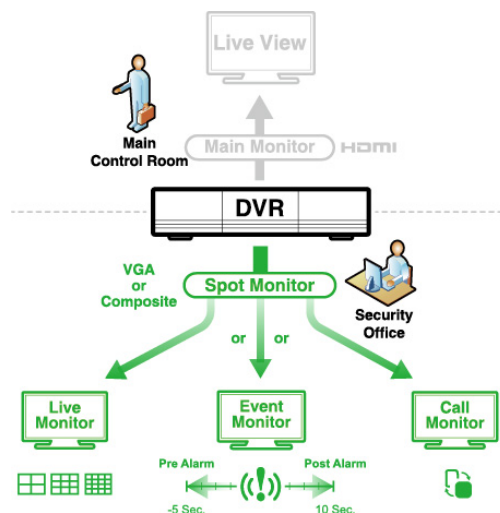 Live View
Main
Control Room
Main Monitor
HDMI
DVR
VGA
or
Composite
Spot Monitor
Security
Office
or
or
Live
Monitor
Event
Monitor
Call
Monitor
Pre Alarm
Post Alarm
-5 Sec.
10 Sec.